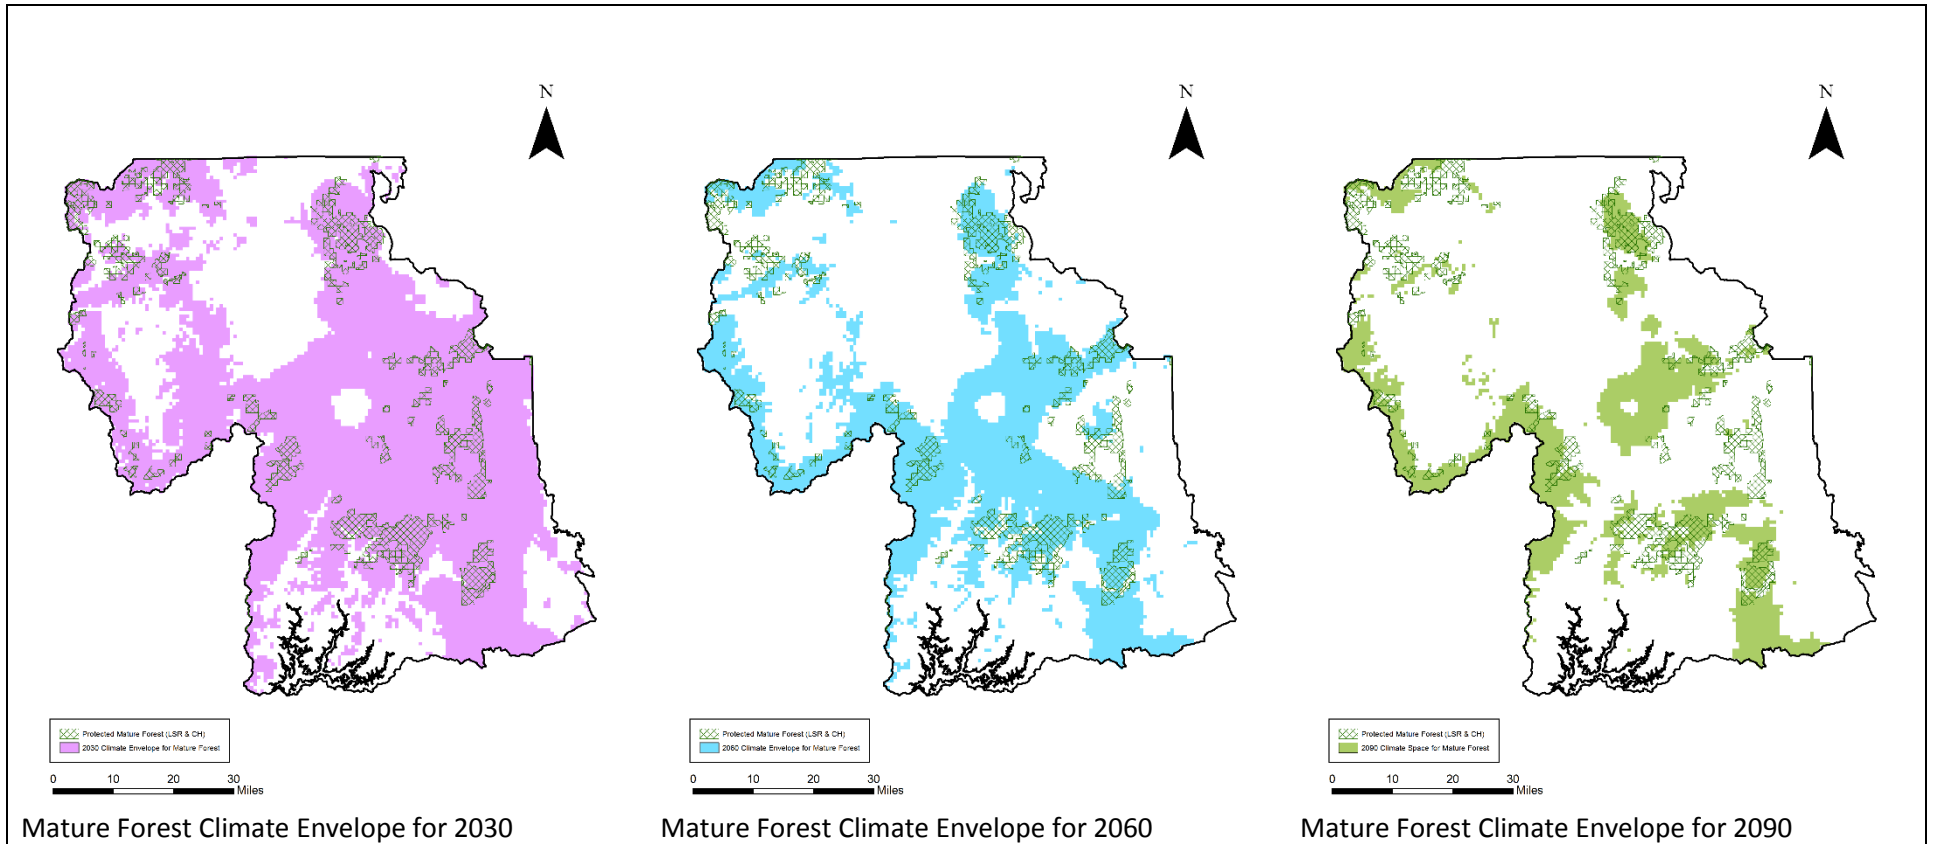 N
N
N
Protected Mature Forest (LSR & CH)
2030 Climate Envelope for Mature Forest
0 10 20 30
Miles
Mature Forest Climate Envelope for 2030
Protected Mature Forest (LSR & CH)
2060 Climate Envelope for Mature Forest
0 10 20 30
Miles
Mature Forest Climate Envelope for 2060
Protected Mature Forest (LSR & CH)
2090 Climate Space for Mature Forest
0 10 20 30
Miles
Mature Forest Climate Envelope for 2090